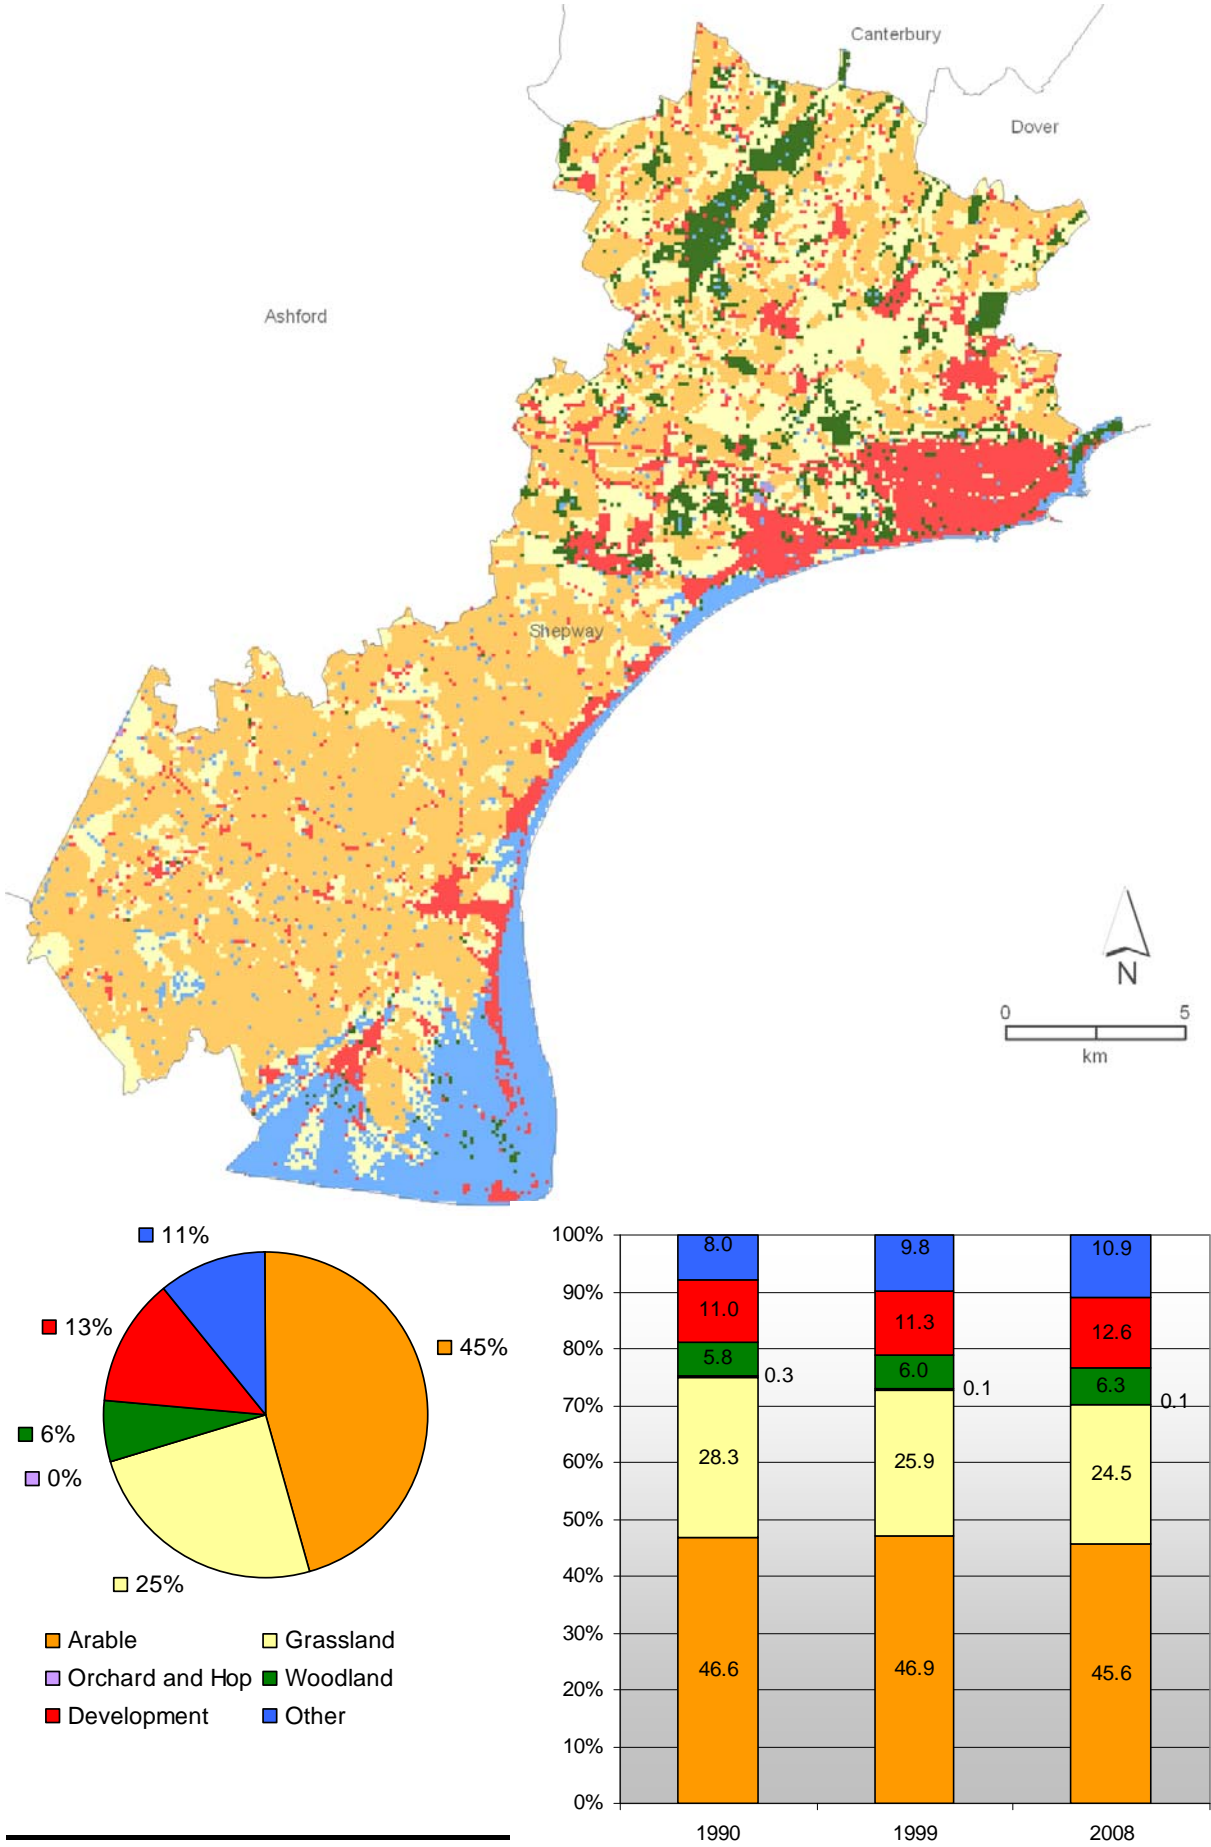 Canterbury
Dover
Ashford
Shepway
N
0 5
km
11%
13%
45%
6%
0%
25%
Arable Grassland
Orchard and Hop Woodland
Development Other
100%
90%
80%
70%
60%
50%
40%
30%
20%
10%
0%
8.0 9.8 10.9
11.0 11.3 12.6
5.8 6.0 6.3
0.3 0.1 0.1
28.3 25.9 24.5
46.6 46.9 45.6
1990 1999 2008